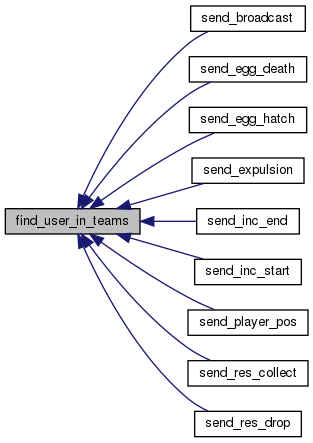 send_broadcast
send_egg_death
send_egg_hatch
send_expulsion
find_user_in_teams
send_inc_end
send_inc_start
send_player_pos
send_res_collect
send_res_drop